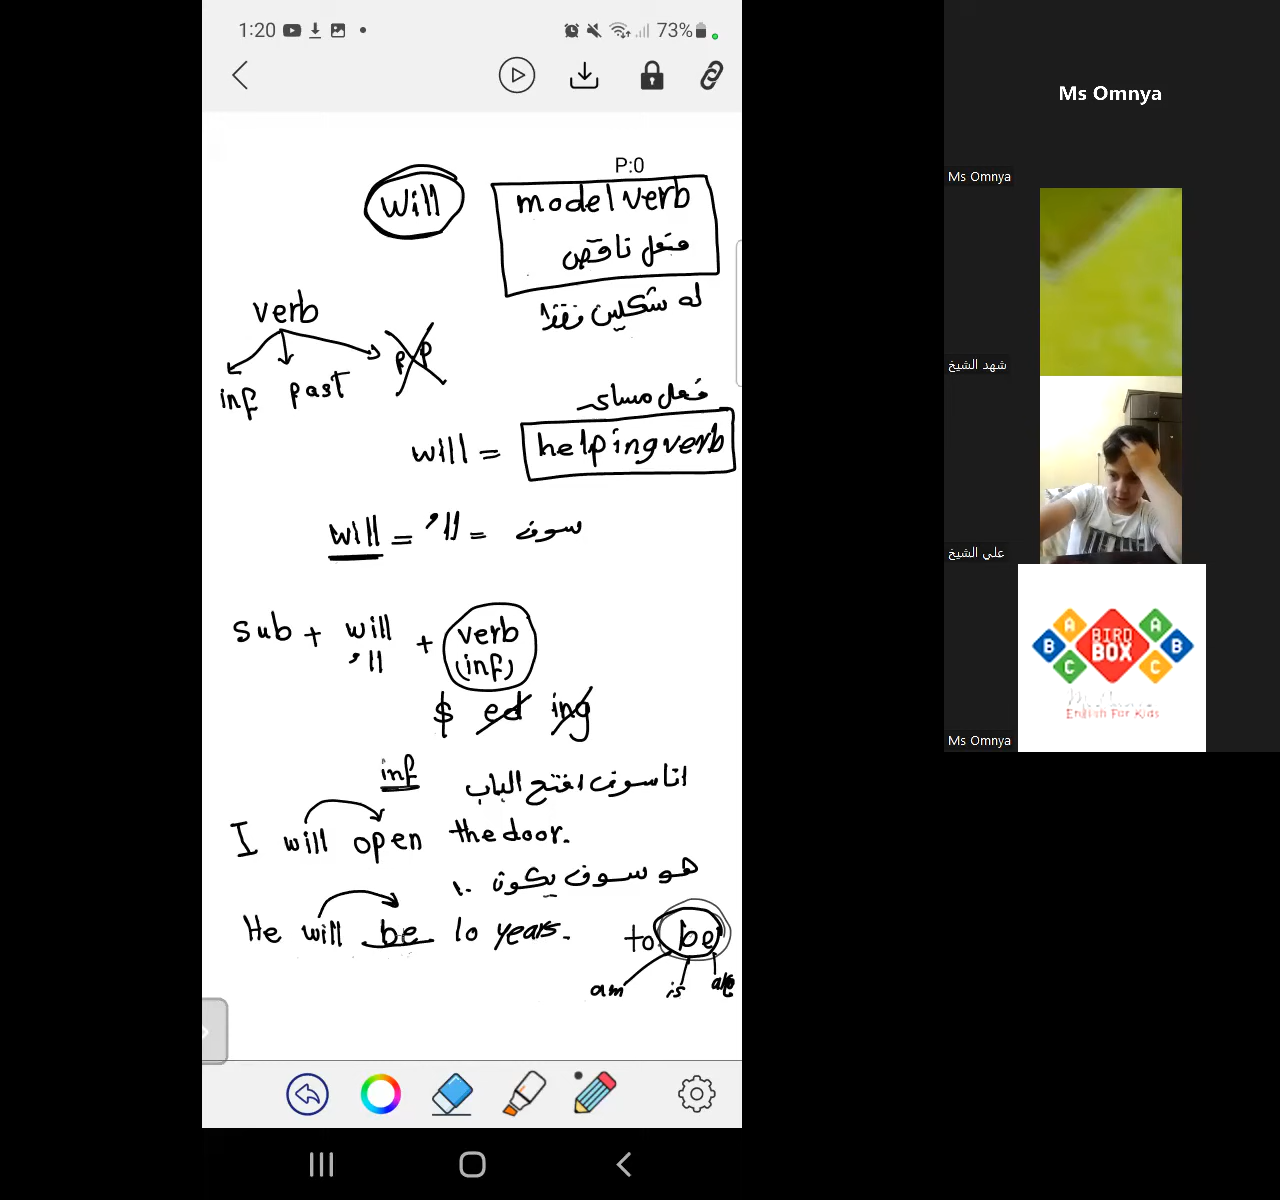 1:20
73%
P:0
will
model verb
فعل ناقص
له شكلين فقط
verb
inf past pp
فعل مساعد
will = helping verb
will = 'll = سوف
sub + will + verb
'll (inf)
s ed ing
inf
انا سوف افتح الباب
I will open the door.
هو سوف يكون ١٠
He will be 10 years.
to be
am is are
Ms Omnya
Ms Omnya
شهد الشيخ
علي الشيخ
A A
B BIRD B
BOX
C C
English For Kids
Ms Omnya